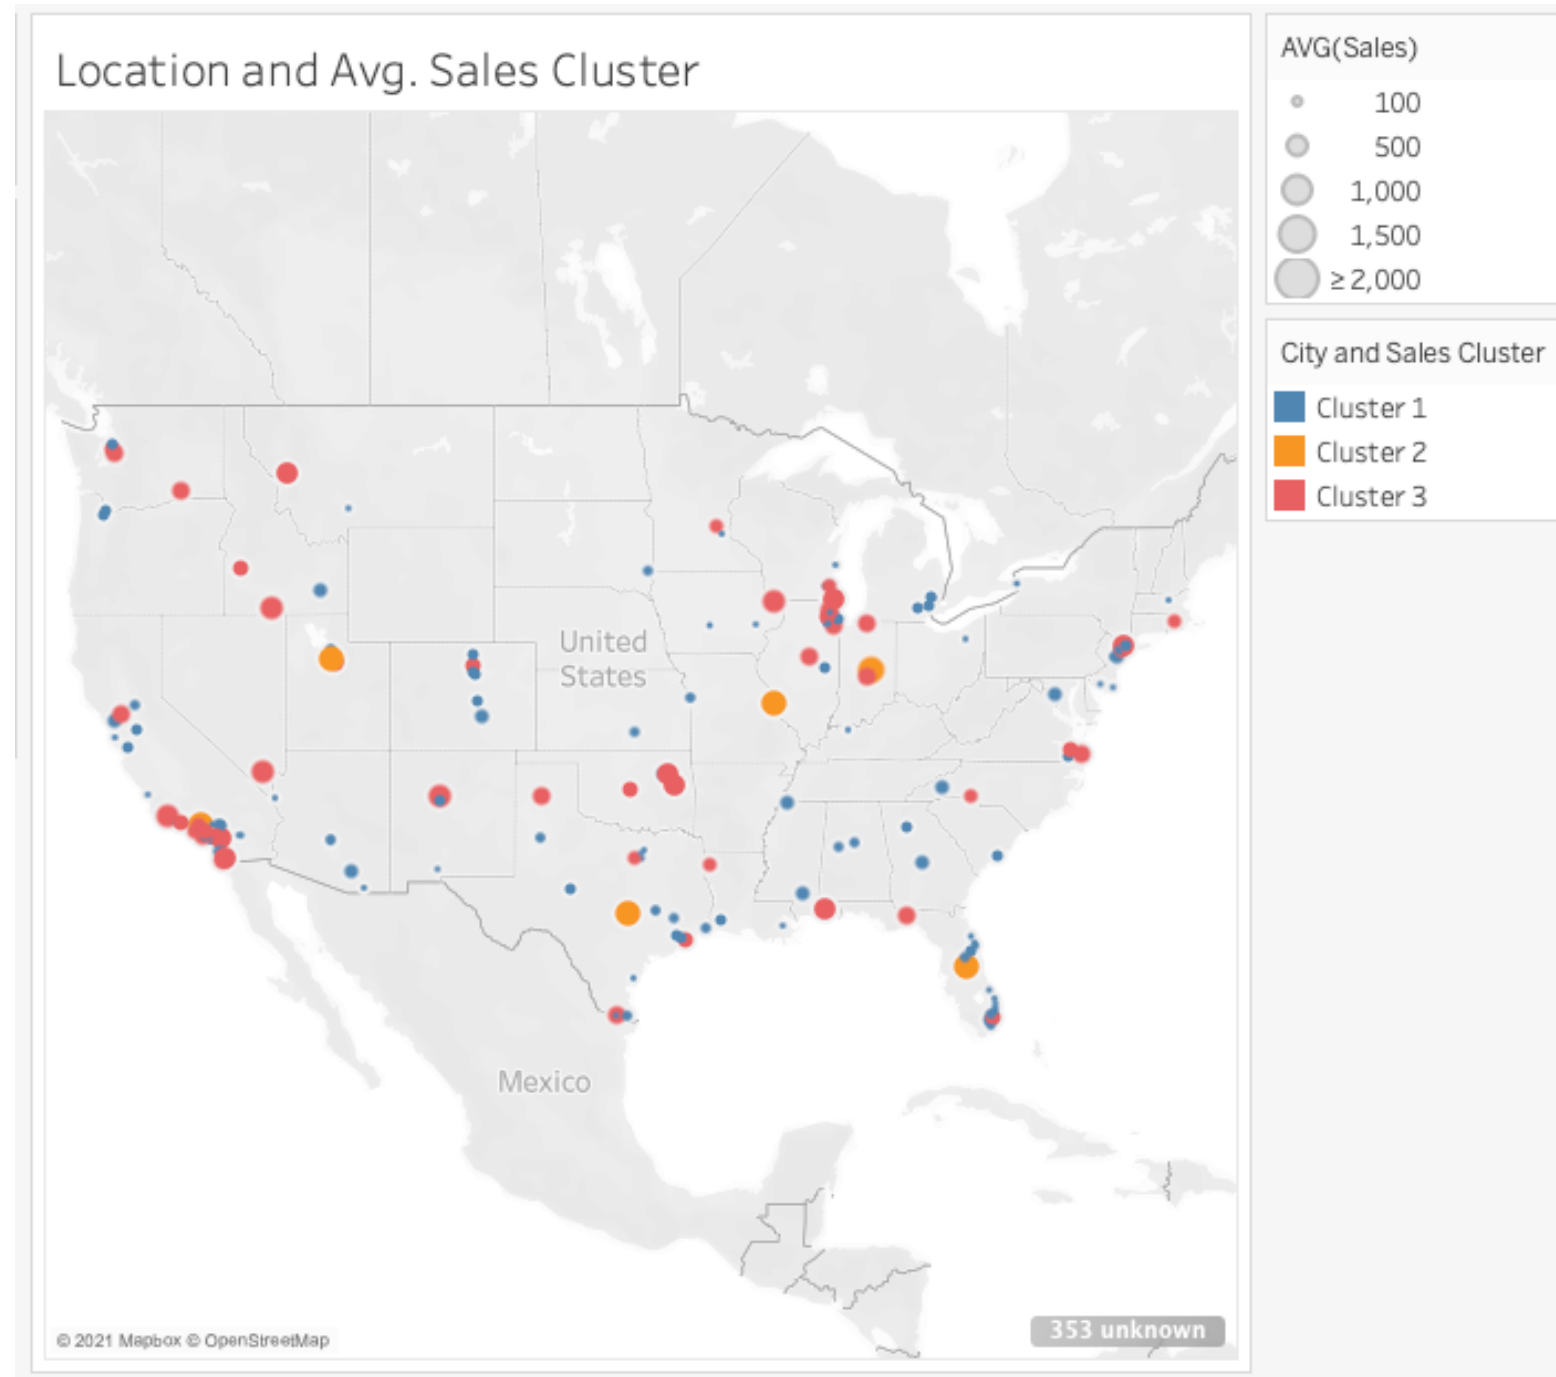 Location and Avg. Sales Cluster
United
States
Mexico
© 2021 Mapbox © OpenStreetMap
353 unknown
AVG(Sales)
100
500
1,000
1,500
≥ 2,000
City and Sales Cluster
Cluster 1
Cluster 2
Cluster 3